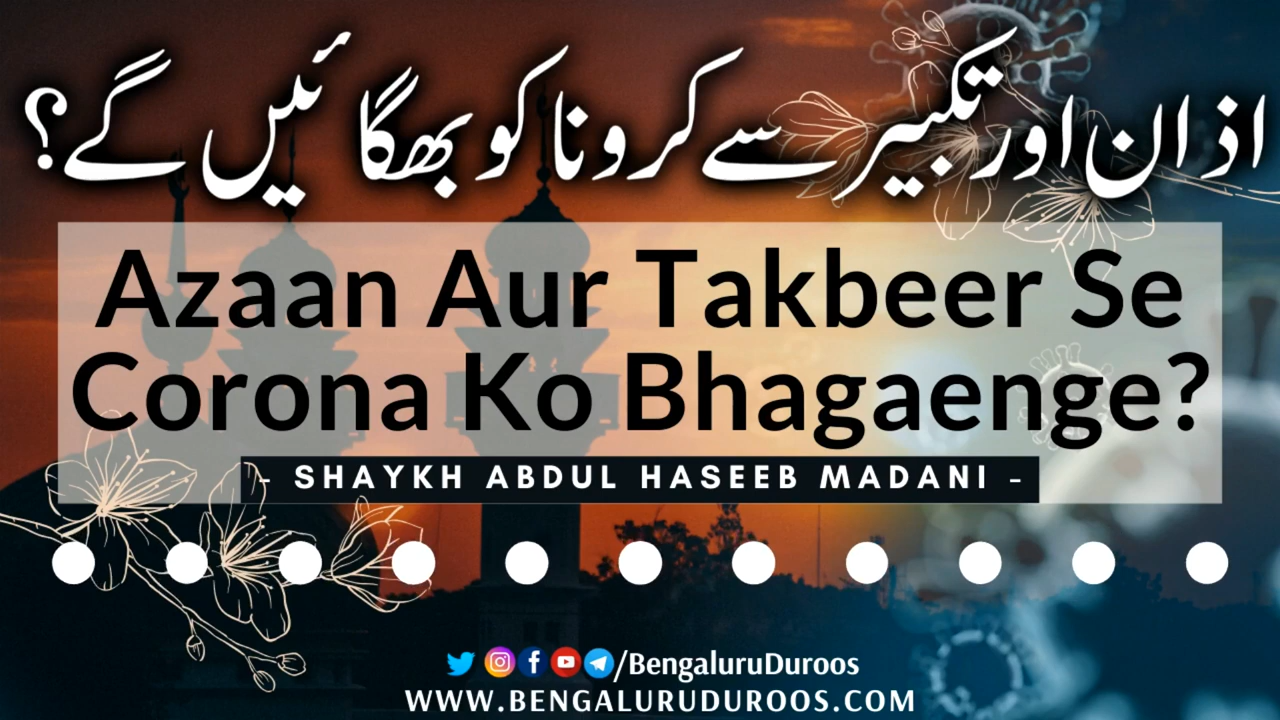 اذان اور تکبیر سے کرونا کو بھگائیں گے؟
Azaan Aur Takbeer Se
Corona Ko Bhagaenge?
- SHAYKH ABDUL HASEEB MADANI -
/BengaluruDuroos
WWW.BENGALURUDUROOS.COM